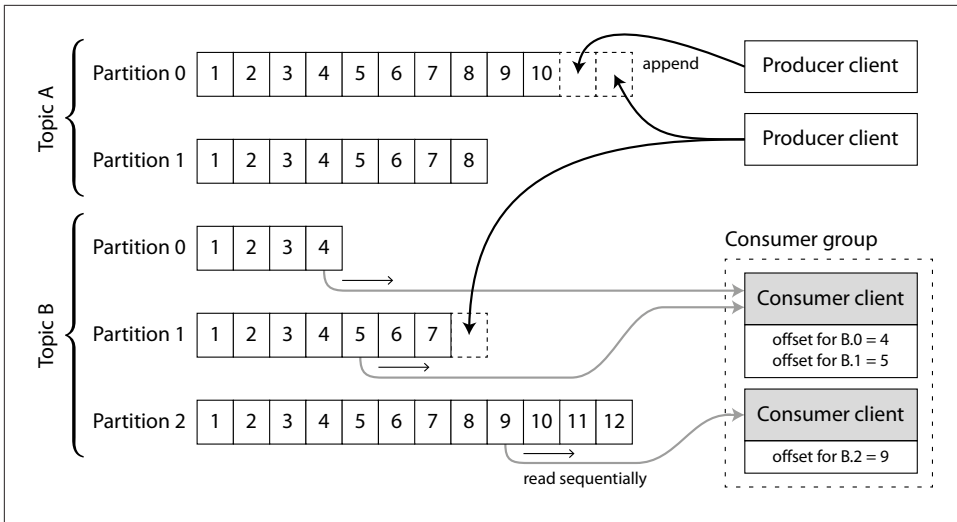 Topic A
Partition 0
1 2 3 4 5 6 7 8 9 10
append
Producer client
Producer client
Partition 1
1 2 3 4 5 6 7 8
Topic B
Partition 0
1 2 3 4
Partition 1
1 2 3 4 5 6 7
Partition 2
1 2 3 4 5 6 7 8 9 10 11 12
read sequentially
Consumer group
Consumer client
offset for B.0 = 4
offset for B.1 = 5
Consumer client
offset for B.2 = 9